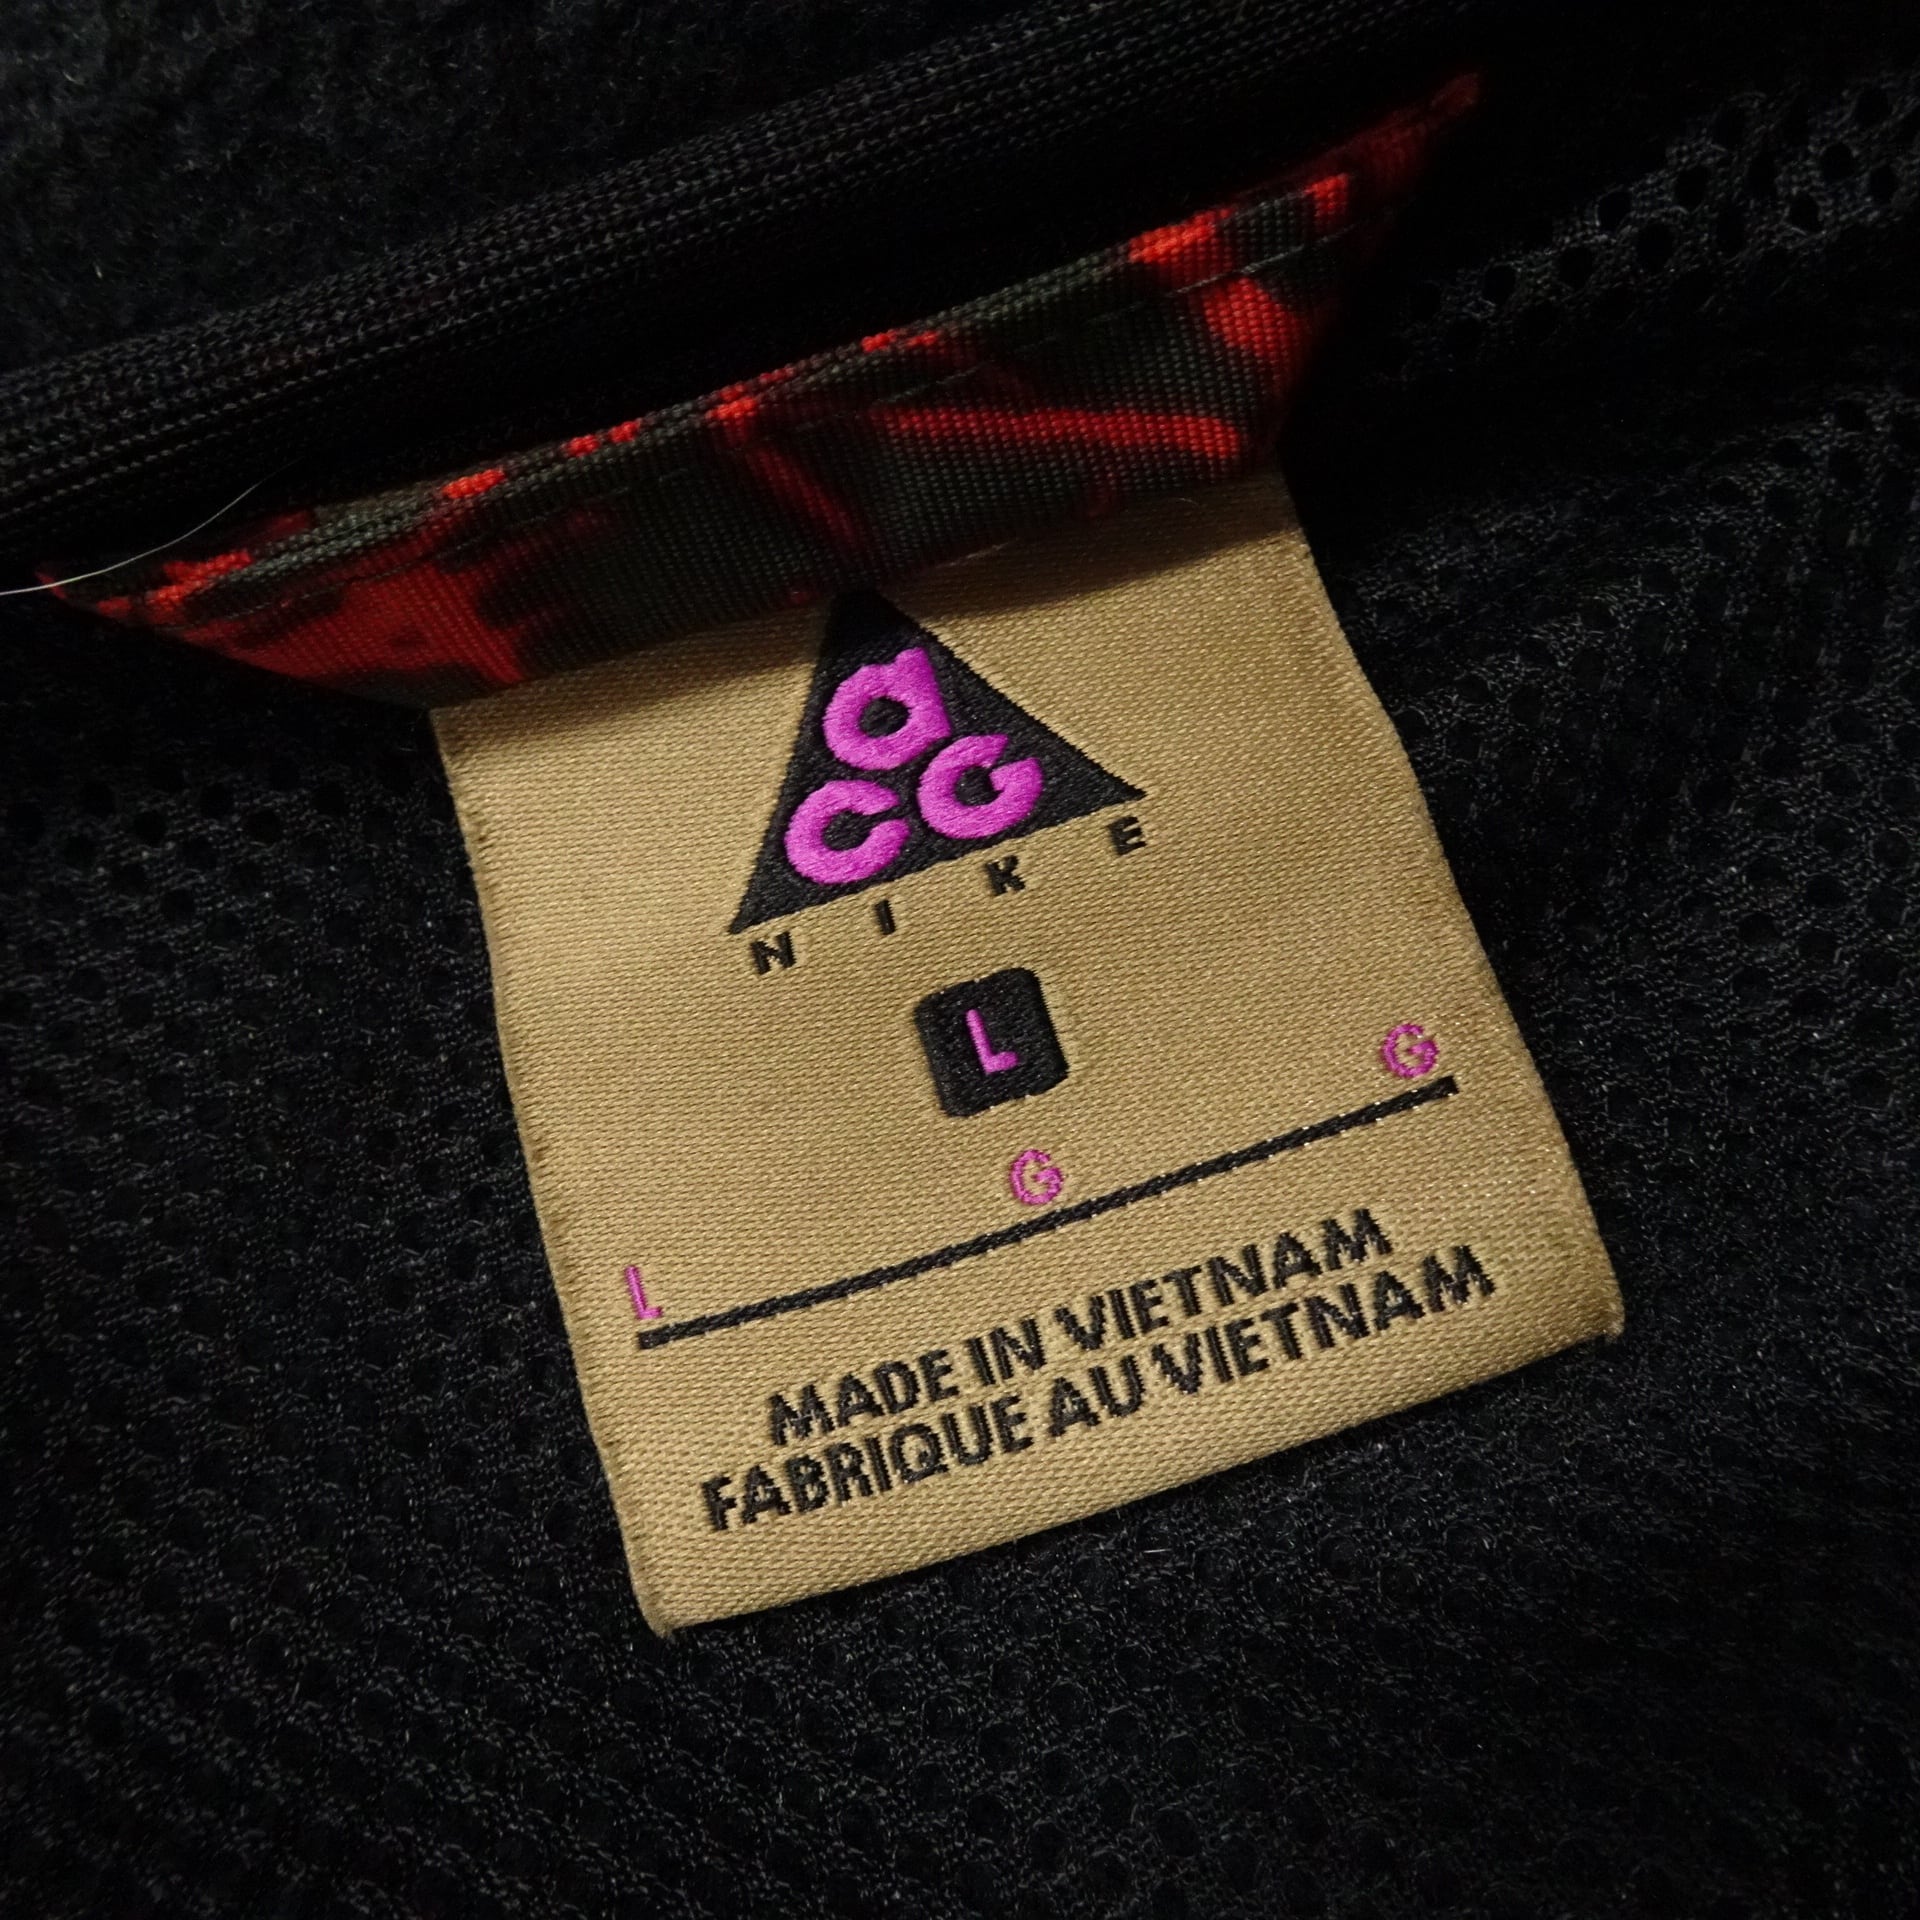 aCG
NIKE
L
L G G
MADE IN VIETNAM
FABRIQUE AU VIETNAM